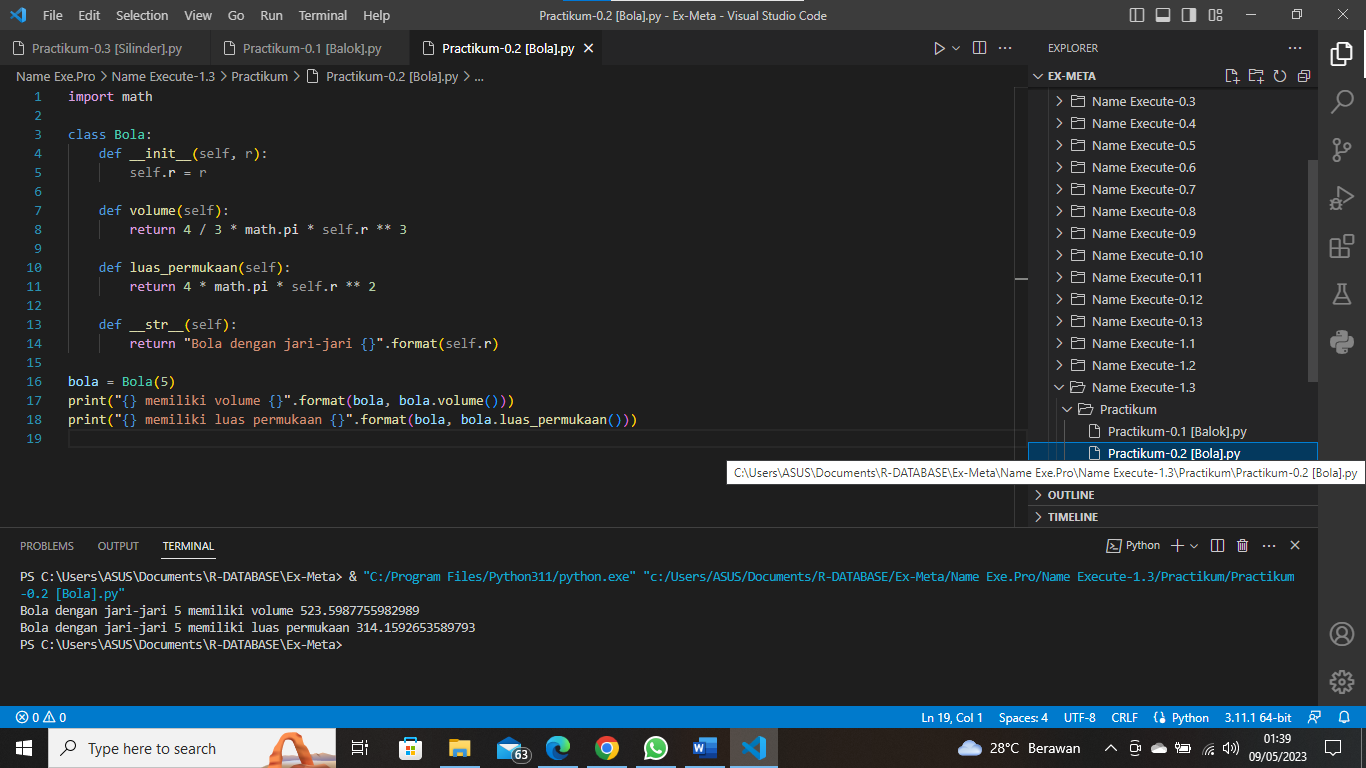 File Edit Selection View Go Run Terminal Help
Practikum-0.2 [Bola].py - Ex-Meta - Visual Studio Code
Practikum-0.3 [Silinder].py
Practikum-0.1 [Balok].py
Practikum-0.2 [Bola].py
Name Exe.Pro > Name Execute-1.3 > Practikum > Practikum-0.2 [Bola].py > ...
1 import math
2
3 class Bola:
4 def __init__(self, r):
5 self.r = r
6
7 def volume(self):
8 return 4 / 3 * math.pi * self.r ** 3
9
10 def luas_permukaan(self):
11 return 4 * math.pi * self.r ** 2
12
13 def __str__(self):
14 return "Bola dengan jari-jari {}".format(self.r)
15
16 bola = Bola(5)
17 print("{} memiliki volume {}".format(bola, bola.volume()))
18 print("{} memiliki luas permukaan {}".format(bola, bola.luas_permukaan()))
19
EXPLORER
EX-META
Name Execute-0.3
Name Execute-0.4
Name Execute-0.5
Name Execute-0.6
Name Execute-0.7
Name Execute-0.8
Name Execute-0.9
Name Execute-0.10
Name Execute-0.11
Name Execute-0.12
Name Execute-0.13
Name Execute-1.1
Name Execute-1.2
Name Execute-1.3
Practikum
Practikum-0.1 [Balok].py
Practikum-0.2 [Bola].py
C:\Users\ASUS\Documents\R-DATABASE\Ex-Meta\Name Exe.Pro\Name Execute-1.3\Practikum\Practikum-0.2 [Bola].py
OUTLINE
TIMELINE
PROBLEMS OUTPUT TERMINAL
Python
PS C:\Users\ASUS\Documents\R-DATABASE\Ex-Meta> & "C:/Program Files/Python311/python.exe" "c:/Users/ASUS/Documents/R-DATABASE/Ex-Meta/Name Exe.Pro/Name Execute-1.3/Practikum/Practikum
-0.2 [Bola].py"
Bola dengan jari-jari 5 memiliki volume 523.5987755982989
Bola dengan jari-jari 5 memiliki luas permukaan 314.1592653589793
PS C:\Users\ASUS\Documents\R-DATABASE\Ex-Meta>
0 0
Ln 19, Col 1 Spaces: 4 UTF-8 CRLF Python 3.11.1 64-bit
Type here to search
63
28°C Berawan
01:39
09/05/2023